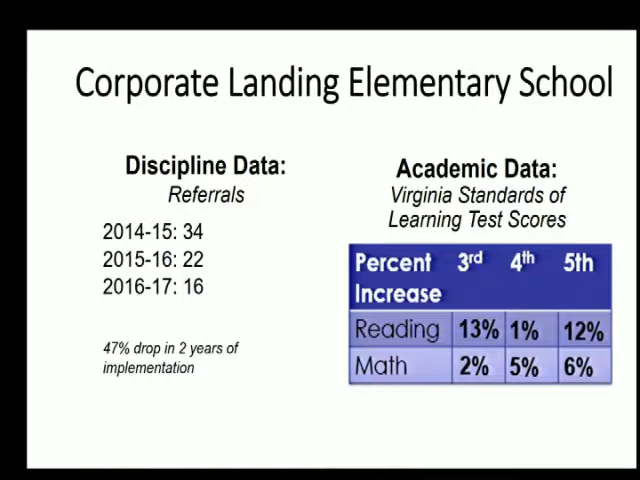 Corporate Landing Elementary School
Discipline Data:
Referrals
2014-15: 34
2015-16: 22
2016-17: 16
47% drop in 2 years of
implementation
Academic Data:
Virginia Standards of
Learning Test Scores
Percent Increase 3rd 4th 5th
Reading 13% 1% 12%
Math 2% 5% 6%